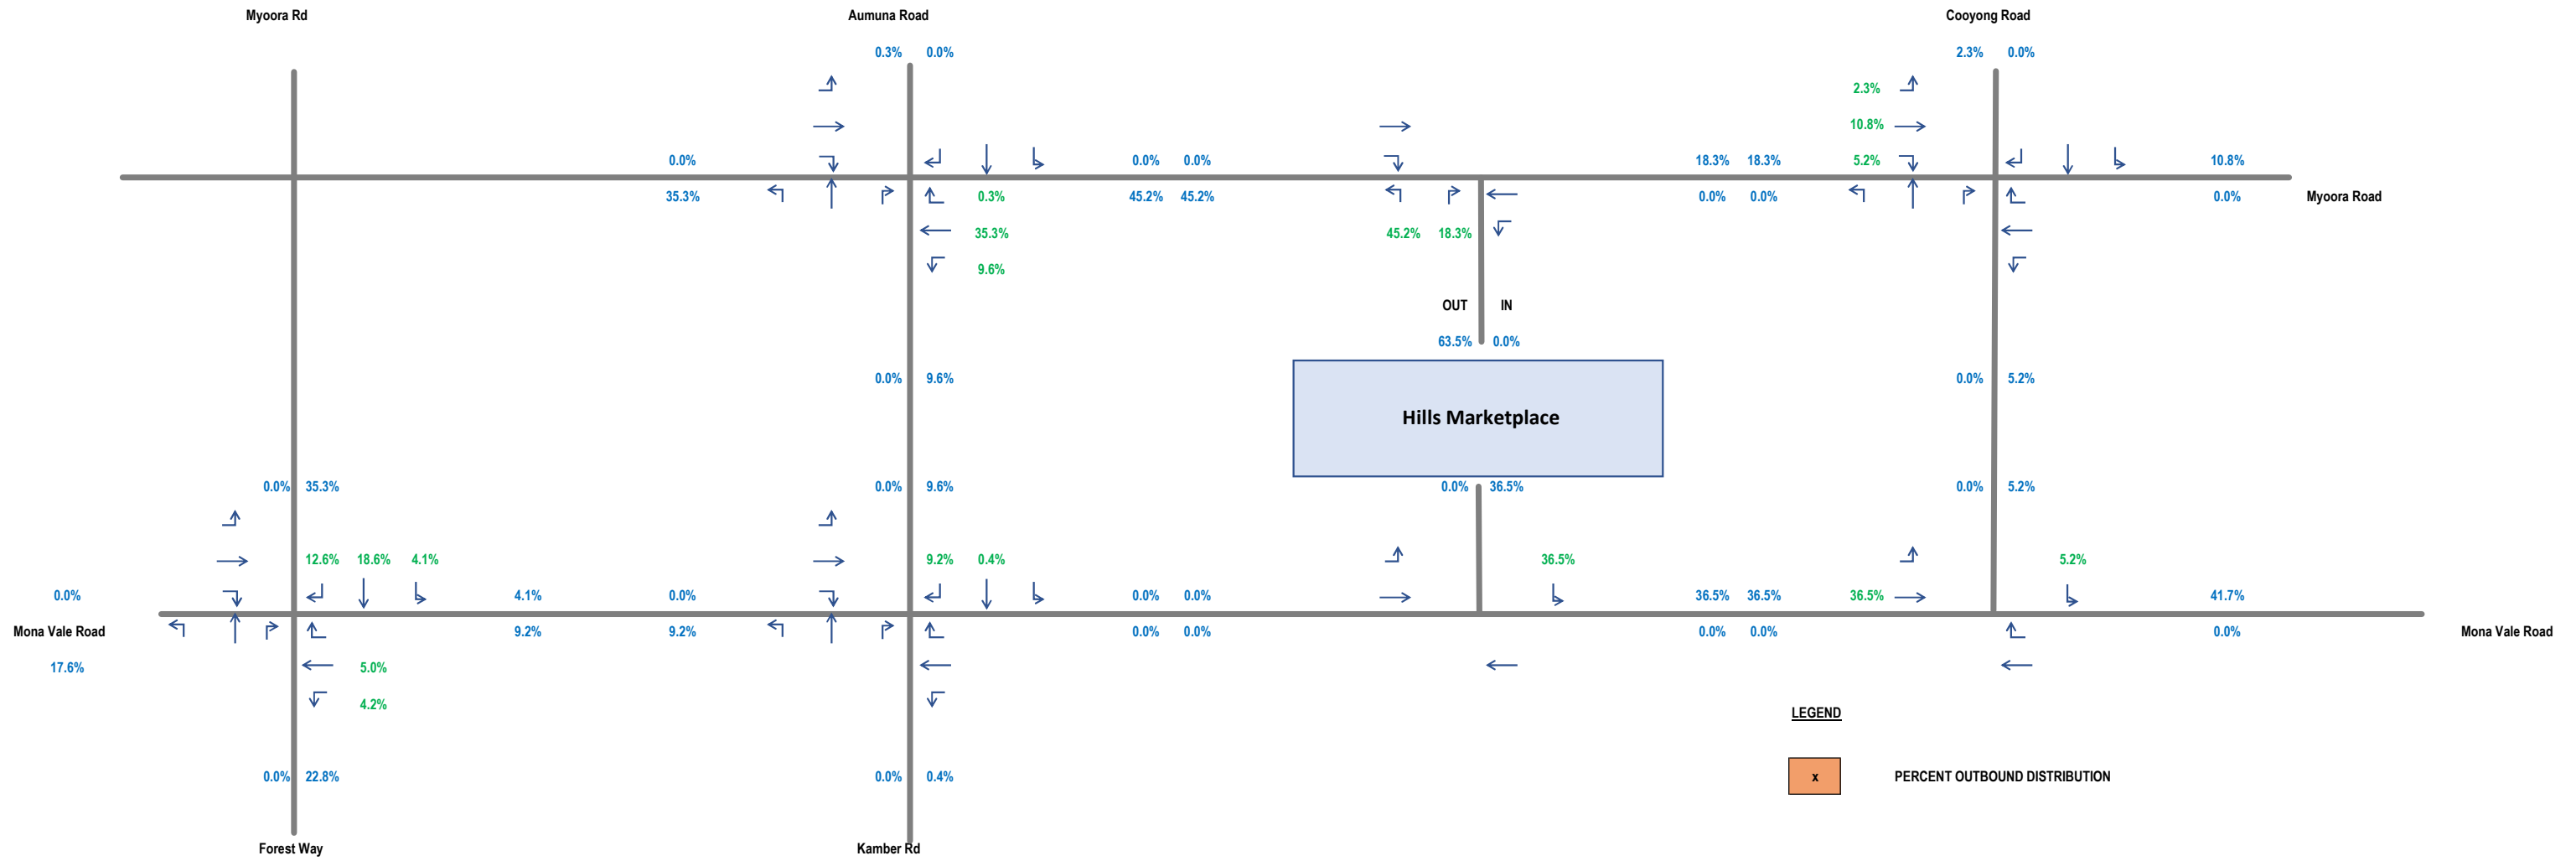 Myoora Rd Aumuna Road Cooyong Road
0.3% 0.0% 2.3% 0.0%
2.3%
10.8%
0.0% 0.0% 0.0% 18.3% 18.3% 5.2% 10.8%
35.3% 0.3% 45.2% 45.2% 0.0% 0.0% 0.0% Myoora Road
35.3% 45.2% 18.3%
9.6%
OUT IN
63.5% 0.0%
0.0% 9.6% 0.0% 5.2%
Hills Marketplace
0.0% 35.3% 0.0% 9.6% 0.0% 36.5% 0.0% 5.2%
12.6% 18.6% 4.1% 9.2% 0.4% 36.5% 5.2%
0.0% 4.1% 0.0% 0.0% 0.0% 36.5% 36.5% 36.5% 41.7%
Mona Vale Road 9.2% 9.2% 0.0% 0.0% 0.0% 0.0% 0.0% Mona Vale Road
17.6% 5.0%
4.2%
LEGEND
0.0% 22.8% 0.0% 0.4% x PERCENT OUTBOUND DISTRIBUTION
Forest Way Kamber Rd